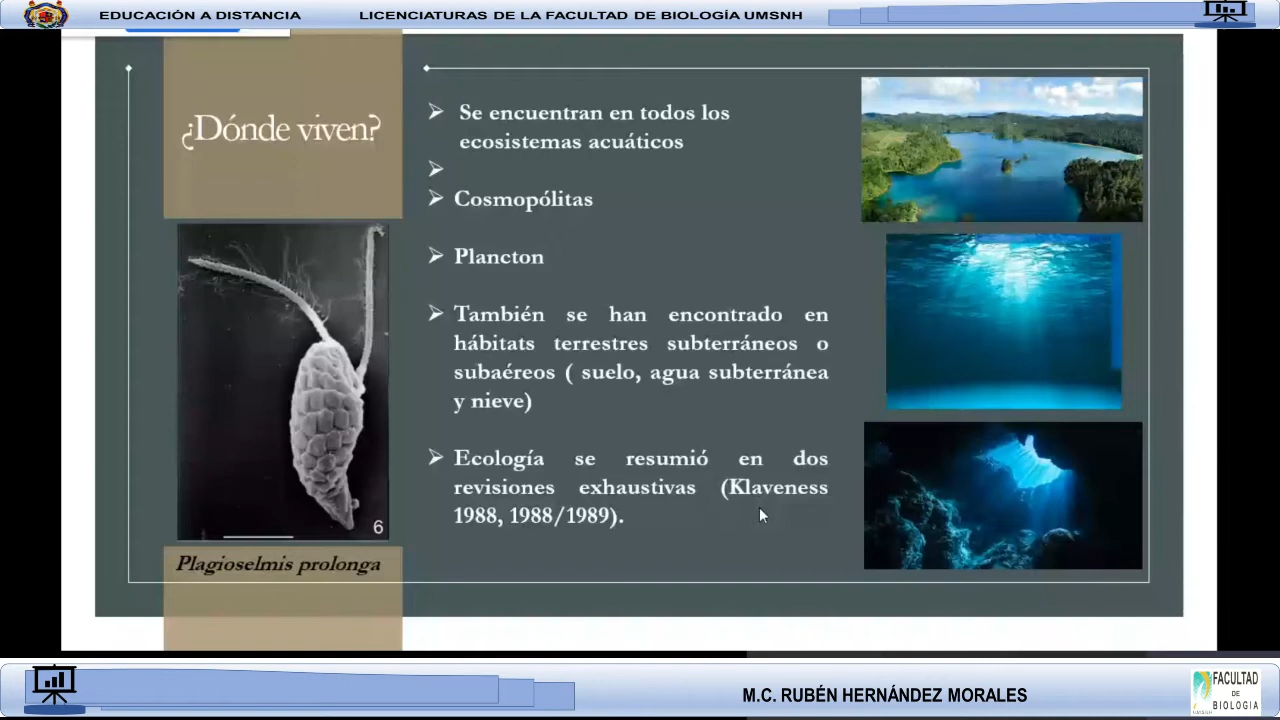 EDUCACIÓN A DISTANCIA LICENCIATURAS DE LA FACULTAD DE BIOLOGÍA UMSNH
¿Dónde viven?
Se encuentran en todos los
ecosistemas acuáticos
Cosmopólitas
Plancton
También se han encontrado en
hábitats terrestres subterráneos o
subaéreos ( suelo, agua subterránea
y nieve)
Ecología se resumió en dos
revisiones exhaustivas (Klaveness
1988, 1988/1989).
6
Plagioselmis prolonga
M.C. RUBÉN HERNÁNDEZ MORALES
FACULTAD
DE
BIOLOGIA